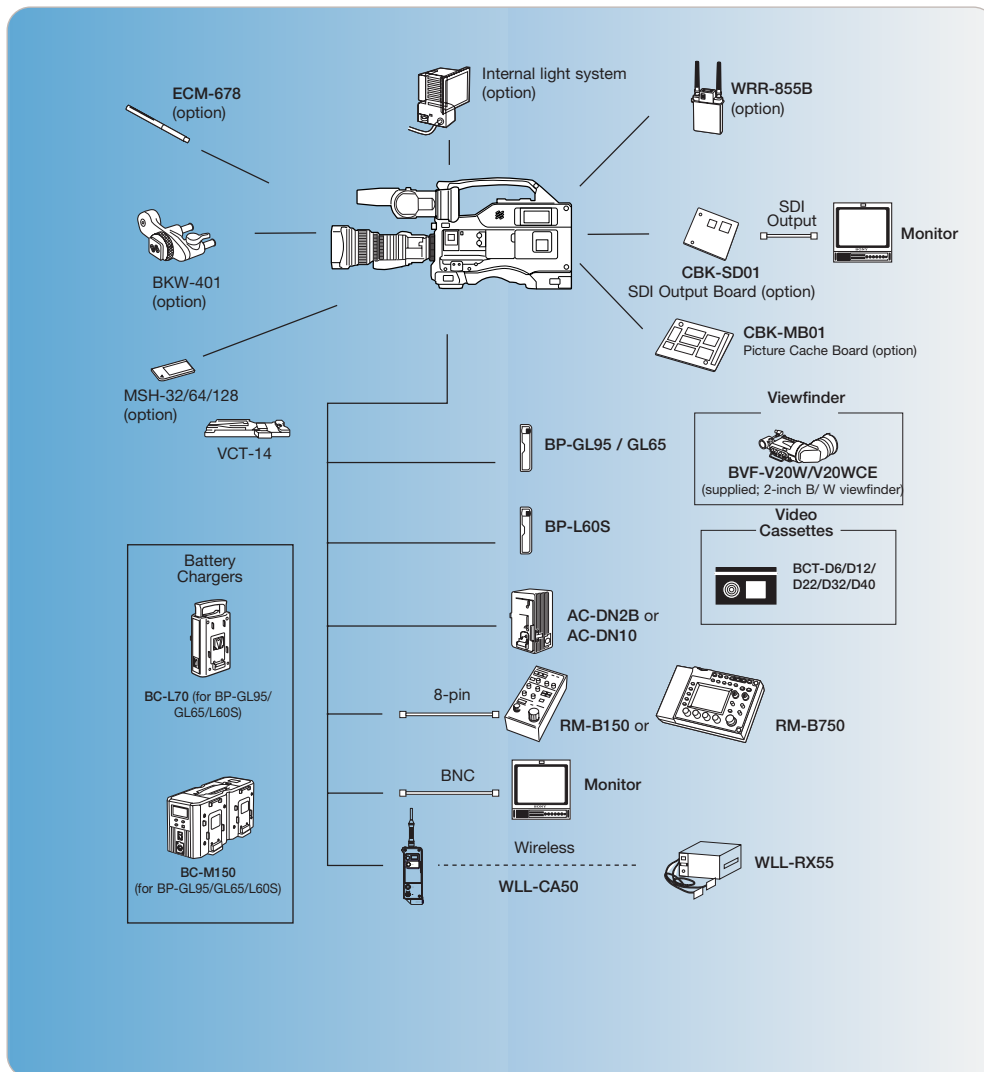 Internal light system
(option)
ECM-678
(option)
WRR-855B
(option)
BKW-401
(option)
SDI
Output
Monitor
SONY
CBK-SD01
SDI Output Board (option)
CBK-MB01
Picture Cache Board (option)
MSH-32/64/128
(option)
VCT-14
Viewfinder
BVF-V20W/V20WCE
(supplied; 2-inch B/ W viewfinder)
BP-GL95 / GL65
BP-L60S
Video
Cassettes
BCT-D6/D12/
D22/D32/D40
Battery
Chargers
BC-L70 (for BP-GL95/
GL65/L60S)
BC-M150
(for BP-GL95/GL65/L60S)
AC-DN2B or
AC-DN10
8-pin
RM-B150 or
RM-B750
BNC
Monitor
SONY
Wireless
WLL-CA50
WLL-RX55